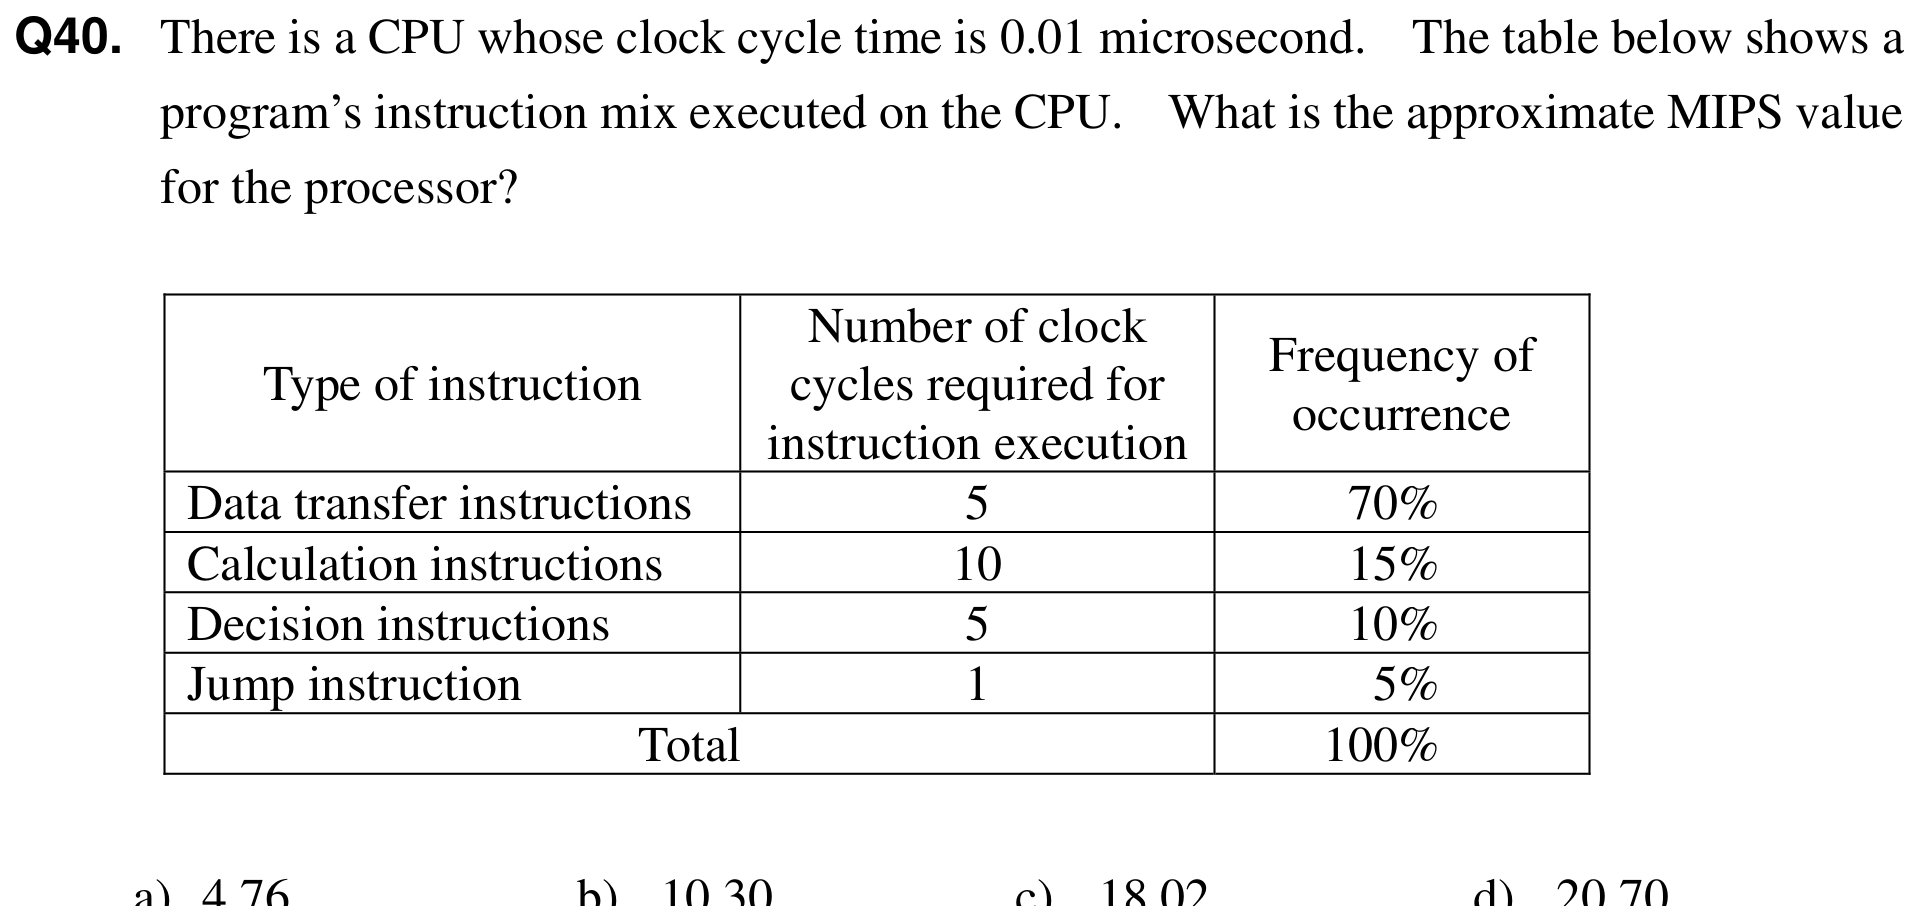 Q40. There is a CPU whose clock cycle time is 0.01 microsecond. The table below shows a
program’s instruction mix executed on the CPU. What is the approximate MIPS value
for the processor?
Type of instruction
Number of clock
cycles required for
instruction execution
Frequency of
occurrence
Data transfer instructions 5 70%
Calculation instructions 10 15%
Decision instructions 5 10%
Jump instruction 1 5%
Total 100%
a) 4.76 b) 10.30 c) 18.02 d) 20.70